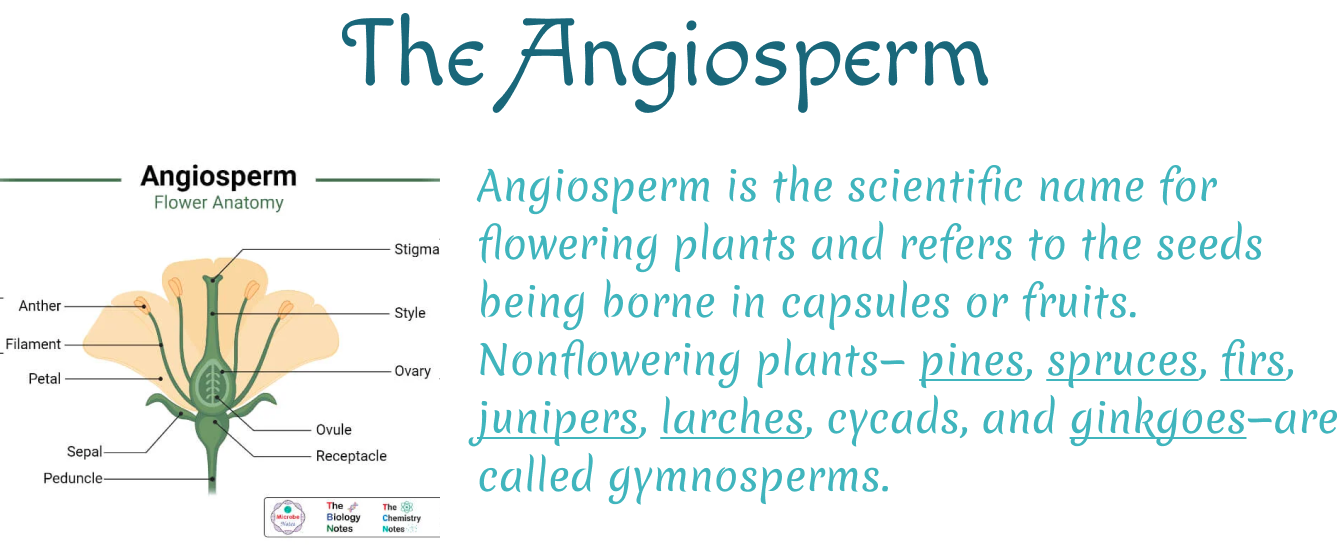 The Angiosperm
Angiosperm
Flower Anatomy
Stigma
Anther
Style
Filament
Ovary
Petal
Ovule
Sepal
Receptacle
Peduncle
Microbe Notes
The Biology Notes
The Chemistry Notes
Angiosperm is the scientific name for
flowering plants and refers to the seeds
being borne in capsules or fruits.
Nonflowering plants— pines, spruces, firs,
junipers, larches, cycads, and ginkgoes—are
called gymnosperms.